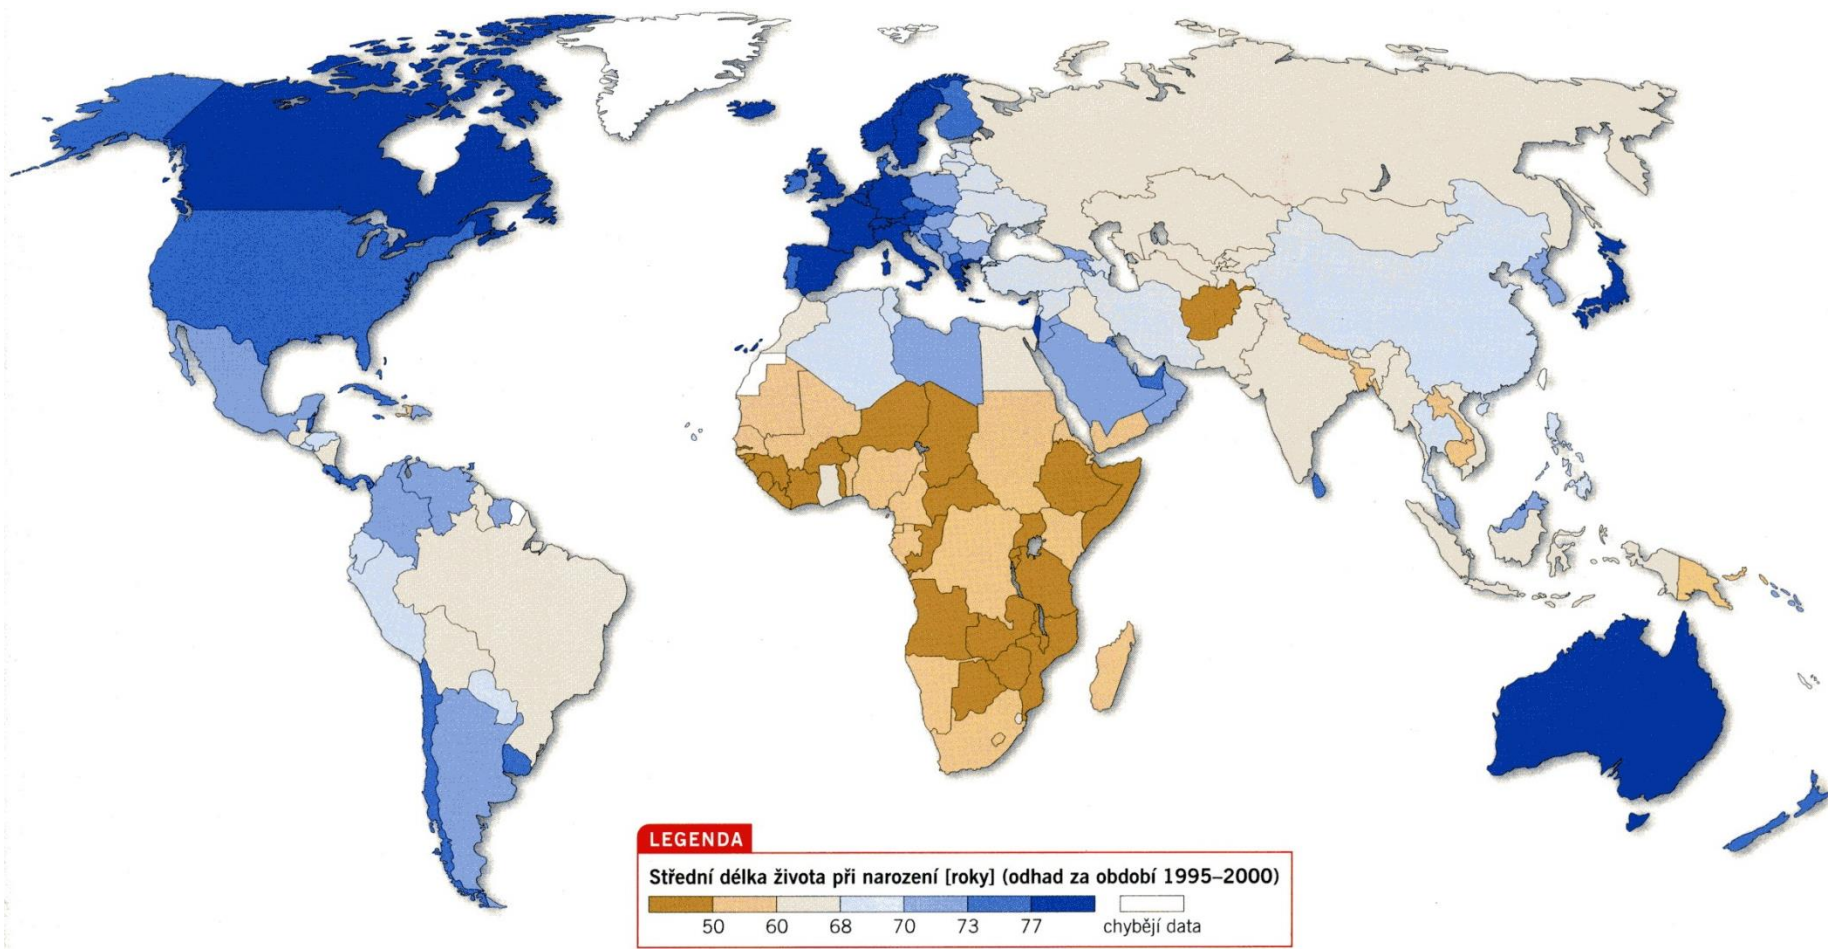 LEGENDA
Střední délka života při narození [roky] (odhad za období 1995–2000)
50 60 68 70 73 77 chybějí data